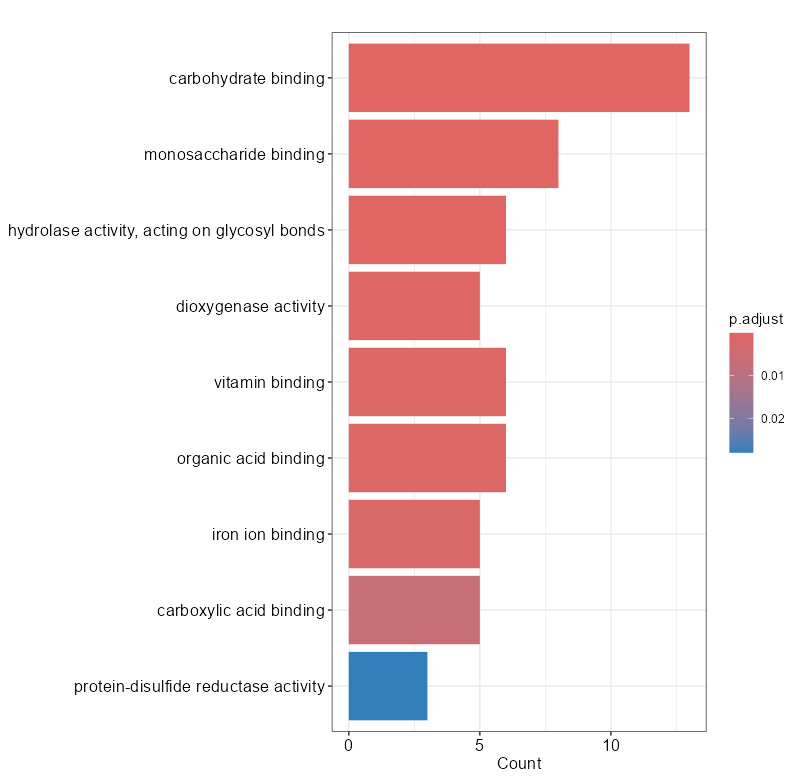 carbohydrate binding
monosaccharide binding
hydrolase activity, acting on glycosyl bonds
dioxygenase activity
vitamin binding
organic acid binding
iron ion binding
carboxylic acid binding
protein-disulfide reductase activity
0 5 10
Count
p.adjust
0.01
0.02